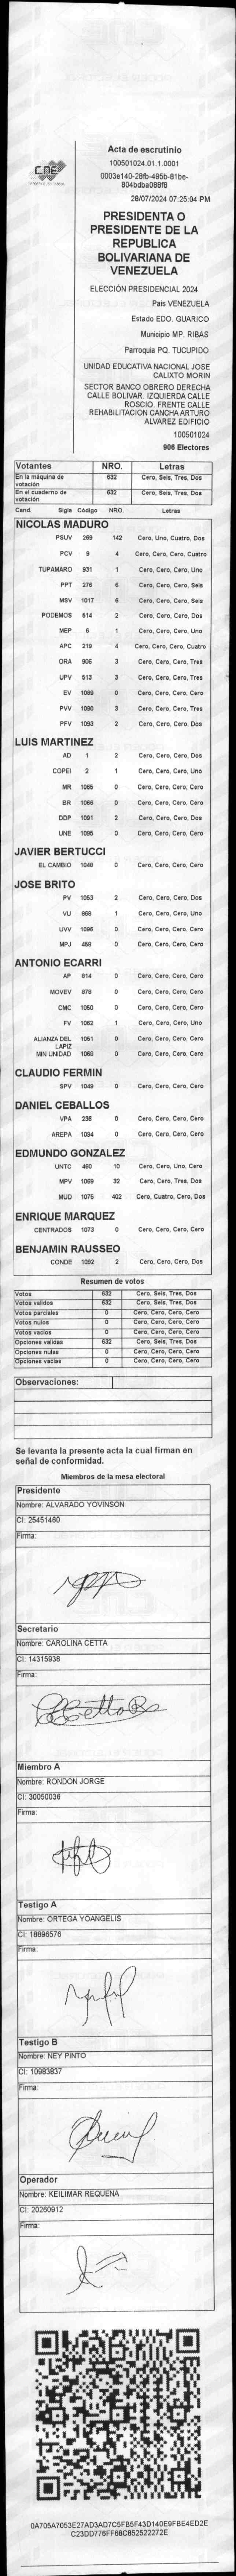 CNE
Acta de escrutinio
100501024.01.1.0001
0003e140-28fb-495b-81be-
804bdba089f8
28/07/2024 07:25:04 PM
PRESIDENTA O
PRESIDENTE DE LA
REPUBLICA
BOLIVARIANA DE
VENEZUELA
ELECCIÓN PRESIDENCIAL 2024
País VENEZUELA
Estado EDO. GUARICO
Municipio MP. RIBAS
Parroquia PQ. TUCUPIDO
UNIDAD EDUCATIVA NACIONAL JOSE
CALIXTO MORIN
SECTOR BANCO OBRERO DERECHA
CALLE BOLIVAR. IZQUIERDA CALLE
ROSCIO. FRENTE CALLE
REHABILITACION CANCHA ARTURO
ALVAREZ EDIFICIO
100501024
906 Electores
Votantes NRO. Letras
En la máquina de votación 632 Cero, Seis, Tres, Dos
En el cuaderno de votación 632 Cero, Seis, Tres, Dos
Cand. Sigla Código NRO. Letras
NICOLAS MADURO
PSUV 269 142 Cero, Uno, Cuatro, Dos
PCV 9 4 Cero, Cero, Cero, Cuatro
TUPAMARO 931 1 Cero, Cero, Cero, Uno
PPT 276 6 Cero, Cero, Cero, Seis
MSV 1017 6 Cero, Cero, Cero, Seis
PODEMOS 514 2 Cero, Cero, Cero, Dos
MEP 6 1 Cero, Cero, Cero, Uno
APC 219 4 Cero, Cero, Cero, Cuatro
ORA 906 3 Cero, Cero, Cero, Tres
UPV 513 3 Cero, Cero, Cero, Tres
EV 1089 0 Cero, Cero, Cero, Cero
PVV 1090 3 Cero, Cero, Cero, Tres
PFV 1093 2 Cero, Cero, Cero, Dos
LUIS MARTINEZ
AD 1 2 Cero, Cero, Cero, Dos
COPEI 2 1 Cero, Cero, Cero, Uno
MR 1065 0 Cero, Cero, Cero, Cero
BR 1066 0 Cero, Cero, Cero, Cero
DDP 1091 2 Cero, Cero, Cero, Dos
UNE 1095 0 Cero, Cero, Cero, Cero
JAVIER BERTUCCI
EL CAMBIO 1048 0 Cero, Cero, Cero, Cero
JOSE BRITO
PV 1053 2 Cero, Cero, Cero, Dos
VU 868 1 Cero, Cero, Cero, Uno
UVV 1096 0 Cero, Cero, Cero, Cero
MPJ 459 0 Cero, Cero, Cero, Cero
ANTONIO ECARRI
AP 814 0 Cero, Cero, Cero, Cero
MOVEV 878 0 Cero, Cero, Cero, Cero
CMC 1050 0 Cero, Cero, Cero, Cero
FV 1052 1 Cero, Cero, Cero, Uno
ALIANZA DEL LAPIZ 1051 0 Cero, Cero, Cero, Cero
MIN UNIDAD 1068 0 Cero, Cero, Cero, Cero
CLAUDIO FERMIN
SPV 1049 0 Cero, Cero, Cero, Cero
DANIEL CEBALLOS
VPA 236 0 Cero, Cero, Cero, Cero
AREPA 1094 0 Cero, Cero, Cero, Cero
EDMUNDO GONZALEZ
UNTC 460 10 Cero, Cero, Uno, Cero
MPV 1069 32 Cero, Cero, Tres, Dos
MUD 1075 402 Cero, Cuatro, Cero, Dos
ENRIQUE MARQUEZ
CENTRADOS 1073 0 Cero, Cero, Cero, Cero
BENJAMIN RAUSSEO
CONDE 1092 2 Cero, Cero, Cero, Dos
Resumen de votos
Votos 632 Cero, Seis, Tres, Dos
Votos validos 632 Cero, Seis, Tres, Dos
Votos parciales 0 Cero, Cero, Cero, Cero
Votos nulos 0 Cero, Cero, Cero, Cero
Votos vacios 0 Cero, Cero, Cero, Cero
Opciones validas 632 Cero, Seis, Tres, Dos
Opciones nulas 0 Cero, Cero, Cero, Cero
Opciones vacias 0 Cero, Cero, Cero, Cero
Observaciones:
Se levanta la presente acta la cual firman en
señal de conformidad.
Miembros de la mesa electoral
Presidente
Nombre: ALVARADO YOVINSON
CI: 25451460
Firma:
Secretario
Nombre: CAROLINA CETTA
CI: 14315938
Firma:
Miembro A
Nombre: RONDON JORGE
CI: 30050036
Firma:
Testigo A
Nombre: ORTEGA YOANGELIS
CI: 18896576
Firma:
Testigo B
Nombre: NEY PINTO
CI: 10983837
Firma:
Operador
Nombre: KEILIMAR REQUENA
CI: 20260912
Firma:
0A705A7053E27AD3AD7C5FB5F43D140E9FBE4ED2E
C23DD776FF68C852522272E